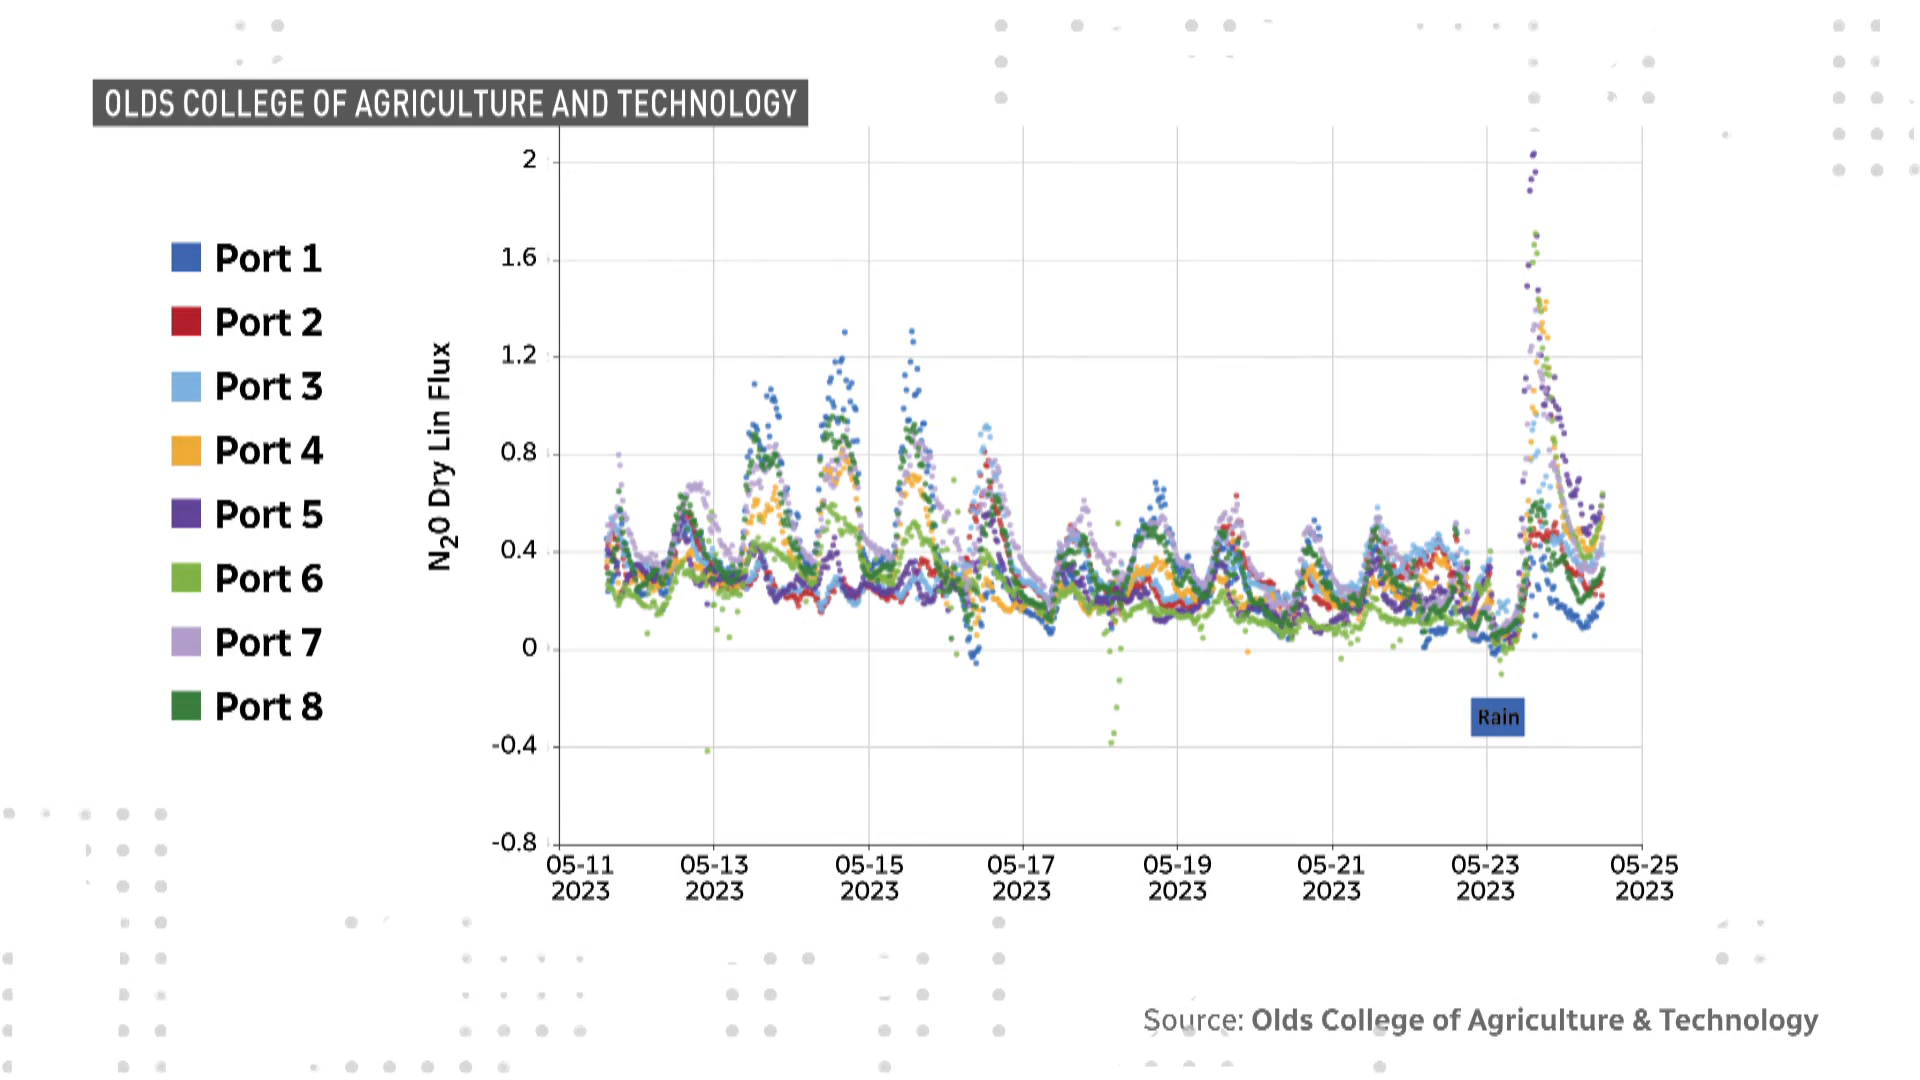 OLDS COLLEGE OF AGRICULTURE AND TECHNOLOGY
Port 1
Port 2
Port 3
Port 4
Port 5
Port 6
Port 7
Port 8
N20 Dry Lin Flux
2
1.6
1.2
0.8
0.4
0
-0.4
-0.8
Rain
05-11 05-13 05-15 05-17 05-19 05-21 05-23 05-25
2023 2023 2023 2023 2023 2023 2023 2023
Source: Olds College of Agriculture & Technology